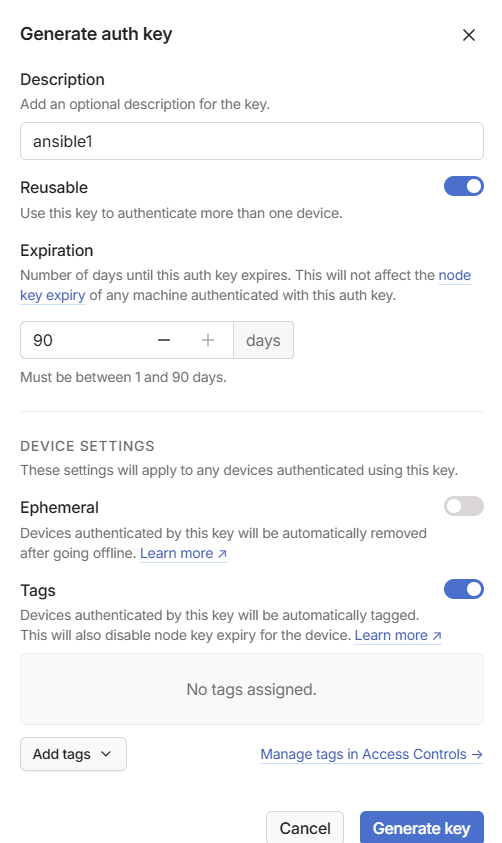 Generate auth key
Description
Add an optional description for the key.
ansible1
Reusable
Use this key to authenticate more than one device.
Expiration
Number of days until this auth key expires. This will not affect the node
key expiry of any machine authenticated with this auth key.
90 days
Must be between 1 and 90 days.
DEVICE SETTINGS
These settings will apply to any devices authenticated using this key.
Ephemeral
Devices authenticated by this key will be automatically removed
after going offline. Learn more ↗
Tags
Devices authenticated by this key will be automatically tagged.
This will also disable node key expiry for the device. Learn more ↗
No tags assigned.
Add tags
Manage tags in Access Controls →
Cancel
Generate key